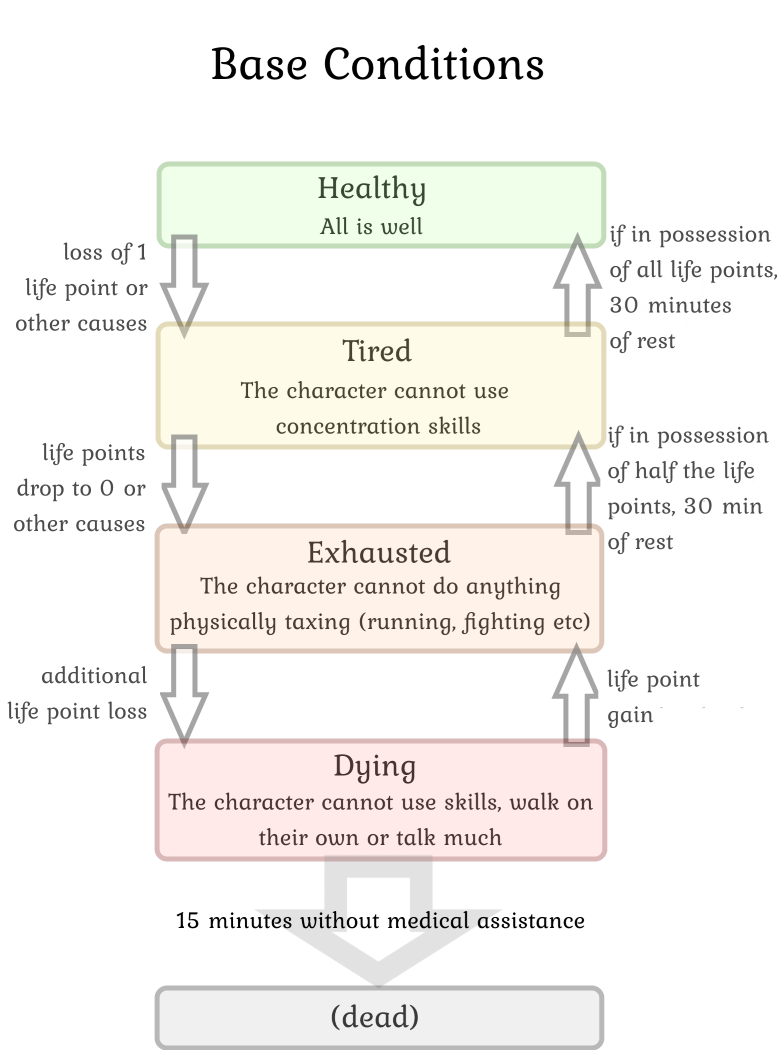 Base Conditions
Healthy
All is well
loss of 1
life point or
other causes
if in possession
of all life points,
30 minutes
of rest
Tired
The character cannot use
concentration skills
life points
drop to 0 or
other causes
if in possession
of half the life
points, 30 min
of rest
Exhausted
The character cannot do anything
physically taxing (running, fighting etc)
additional
life point loss
life point
gain
Dying
The character cannot use skills, walk on
their own or talk much
15 minutes without medical assistance
(dead)